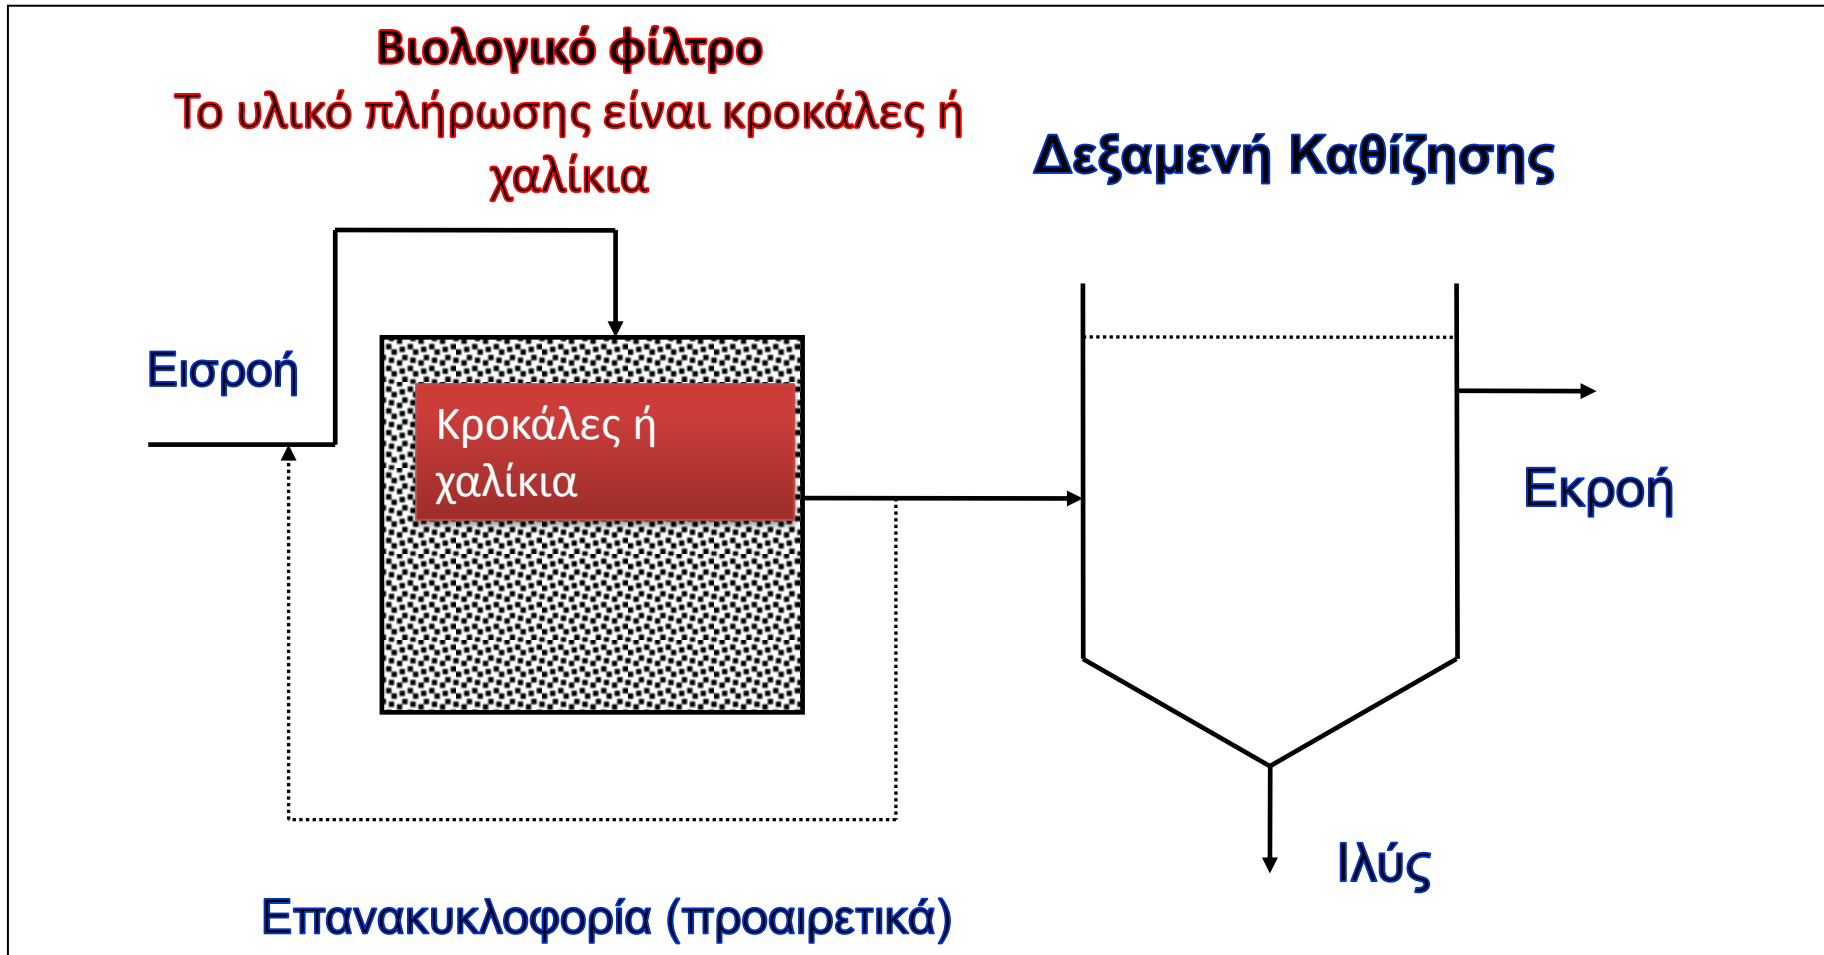 Βιολογικό φίλτρο
Το υλικό πλήρωσης είναι κροκάλες ή
χαλίκια
Δεξαμενή Καθίζησης
Εισροή
Κροκάλες ή
χαλίκια
Εκροή
Ιλύς
Επανακυκλοφορία (προαιρετικά)